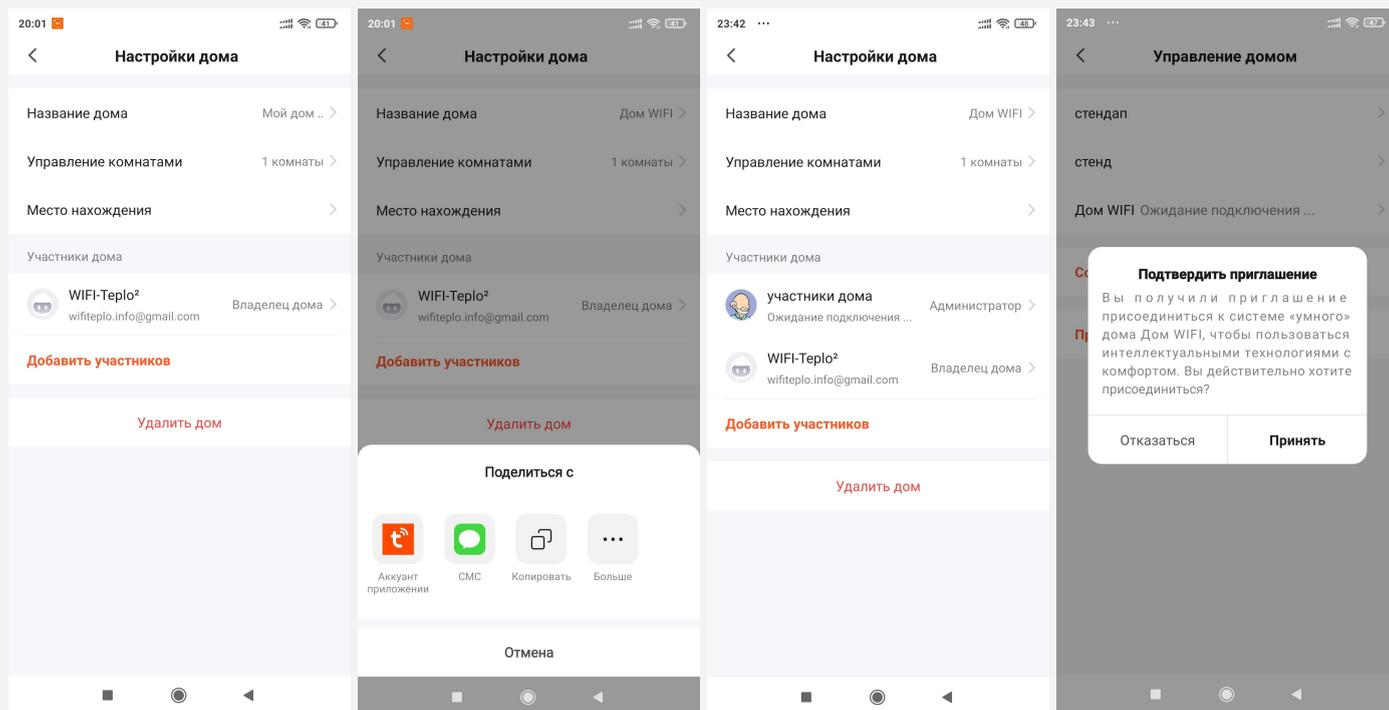 20:01
41
Настройки дома
Название дома
Мой дом ..
Управление комнатами
1 комнаты
Место нахождения
Участники дома
WIFI-Teplo²
wifiteplo.info@gmail.com
Владелец дома
Добавить участников
Удалить дом
20:01
41
Настройки дома
Название дома
Дом WIFI
Управление комнатами
1 комнаты
Место нахождения
Участники дома
WIFI-Teplo²
wifiteplo.info@gmail.com
Владелец дома
Добавить участников
Удалить дом
Поделиться с
Аккуант
приложении
СМС
Копировать
Больше
Отмена
23:42 ...
48
Настройки дома
Название дома
Дом WIFI
Управление комнатами
1 комнаты
Место нахождения
Участники дома
участники дома
Ожидание подключения ...
Администратор
WIFI-Teplo²
wifiteplo.info@gmail.com
Владелец дома
Добавить участников
Удалить дом
23:43 ...
47
Управление домом
стендап
стенд
Дом WIFI Ожидание подключения ...
Подтвердить приглашение
Вы получили приглашение
присоединиться к системе «умного»
дома Дом WIFI, чтобы пользоваться
интеллектуальными технологиями с
комфортом. Вы действительно хотите
присоединиться?
Отказаться
Принять